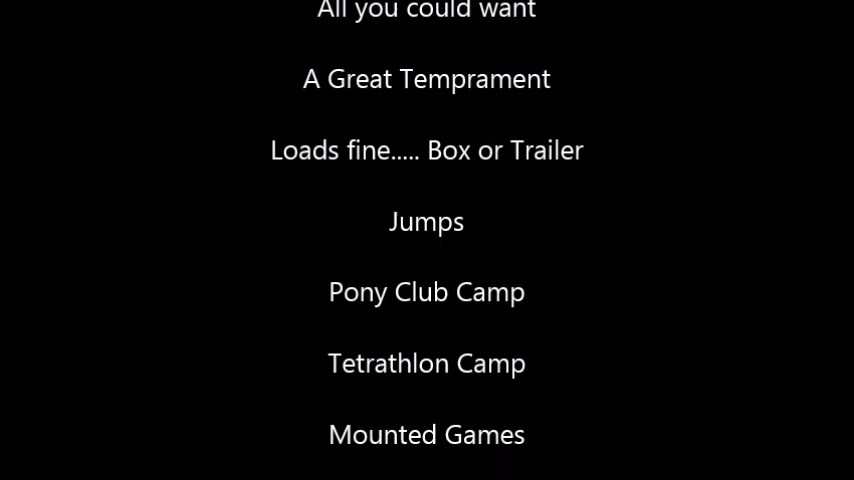 All you could want
A Great Temprament
Loads fine..... Box or Trailer
Jumps
Pony Club Camp
Tetrathlon Camp
Mounted Games